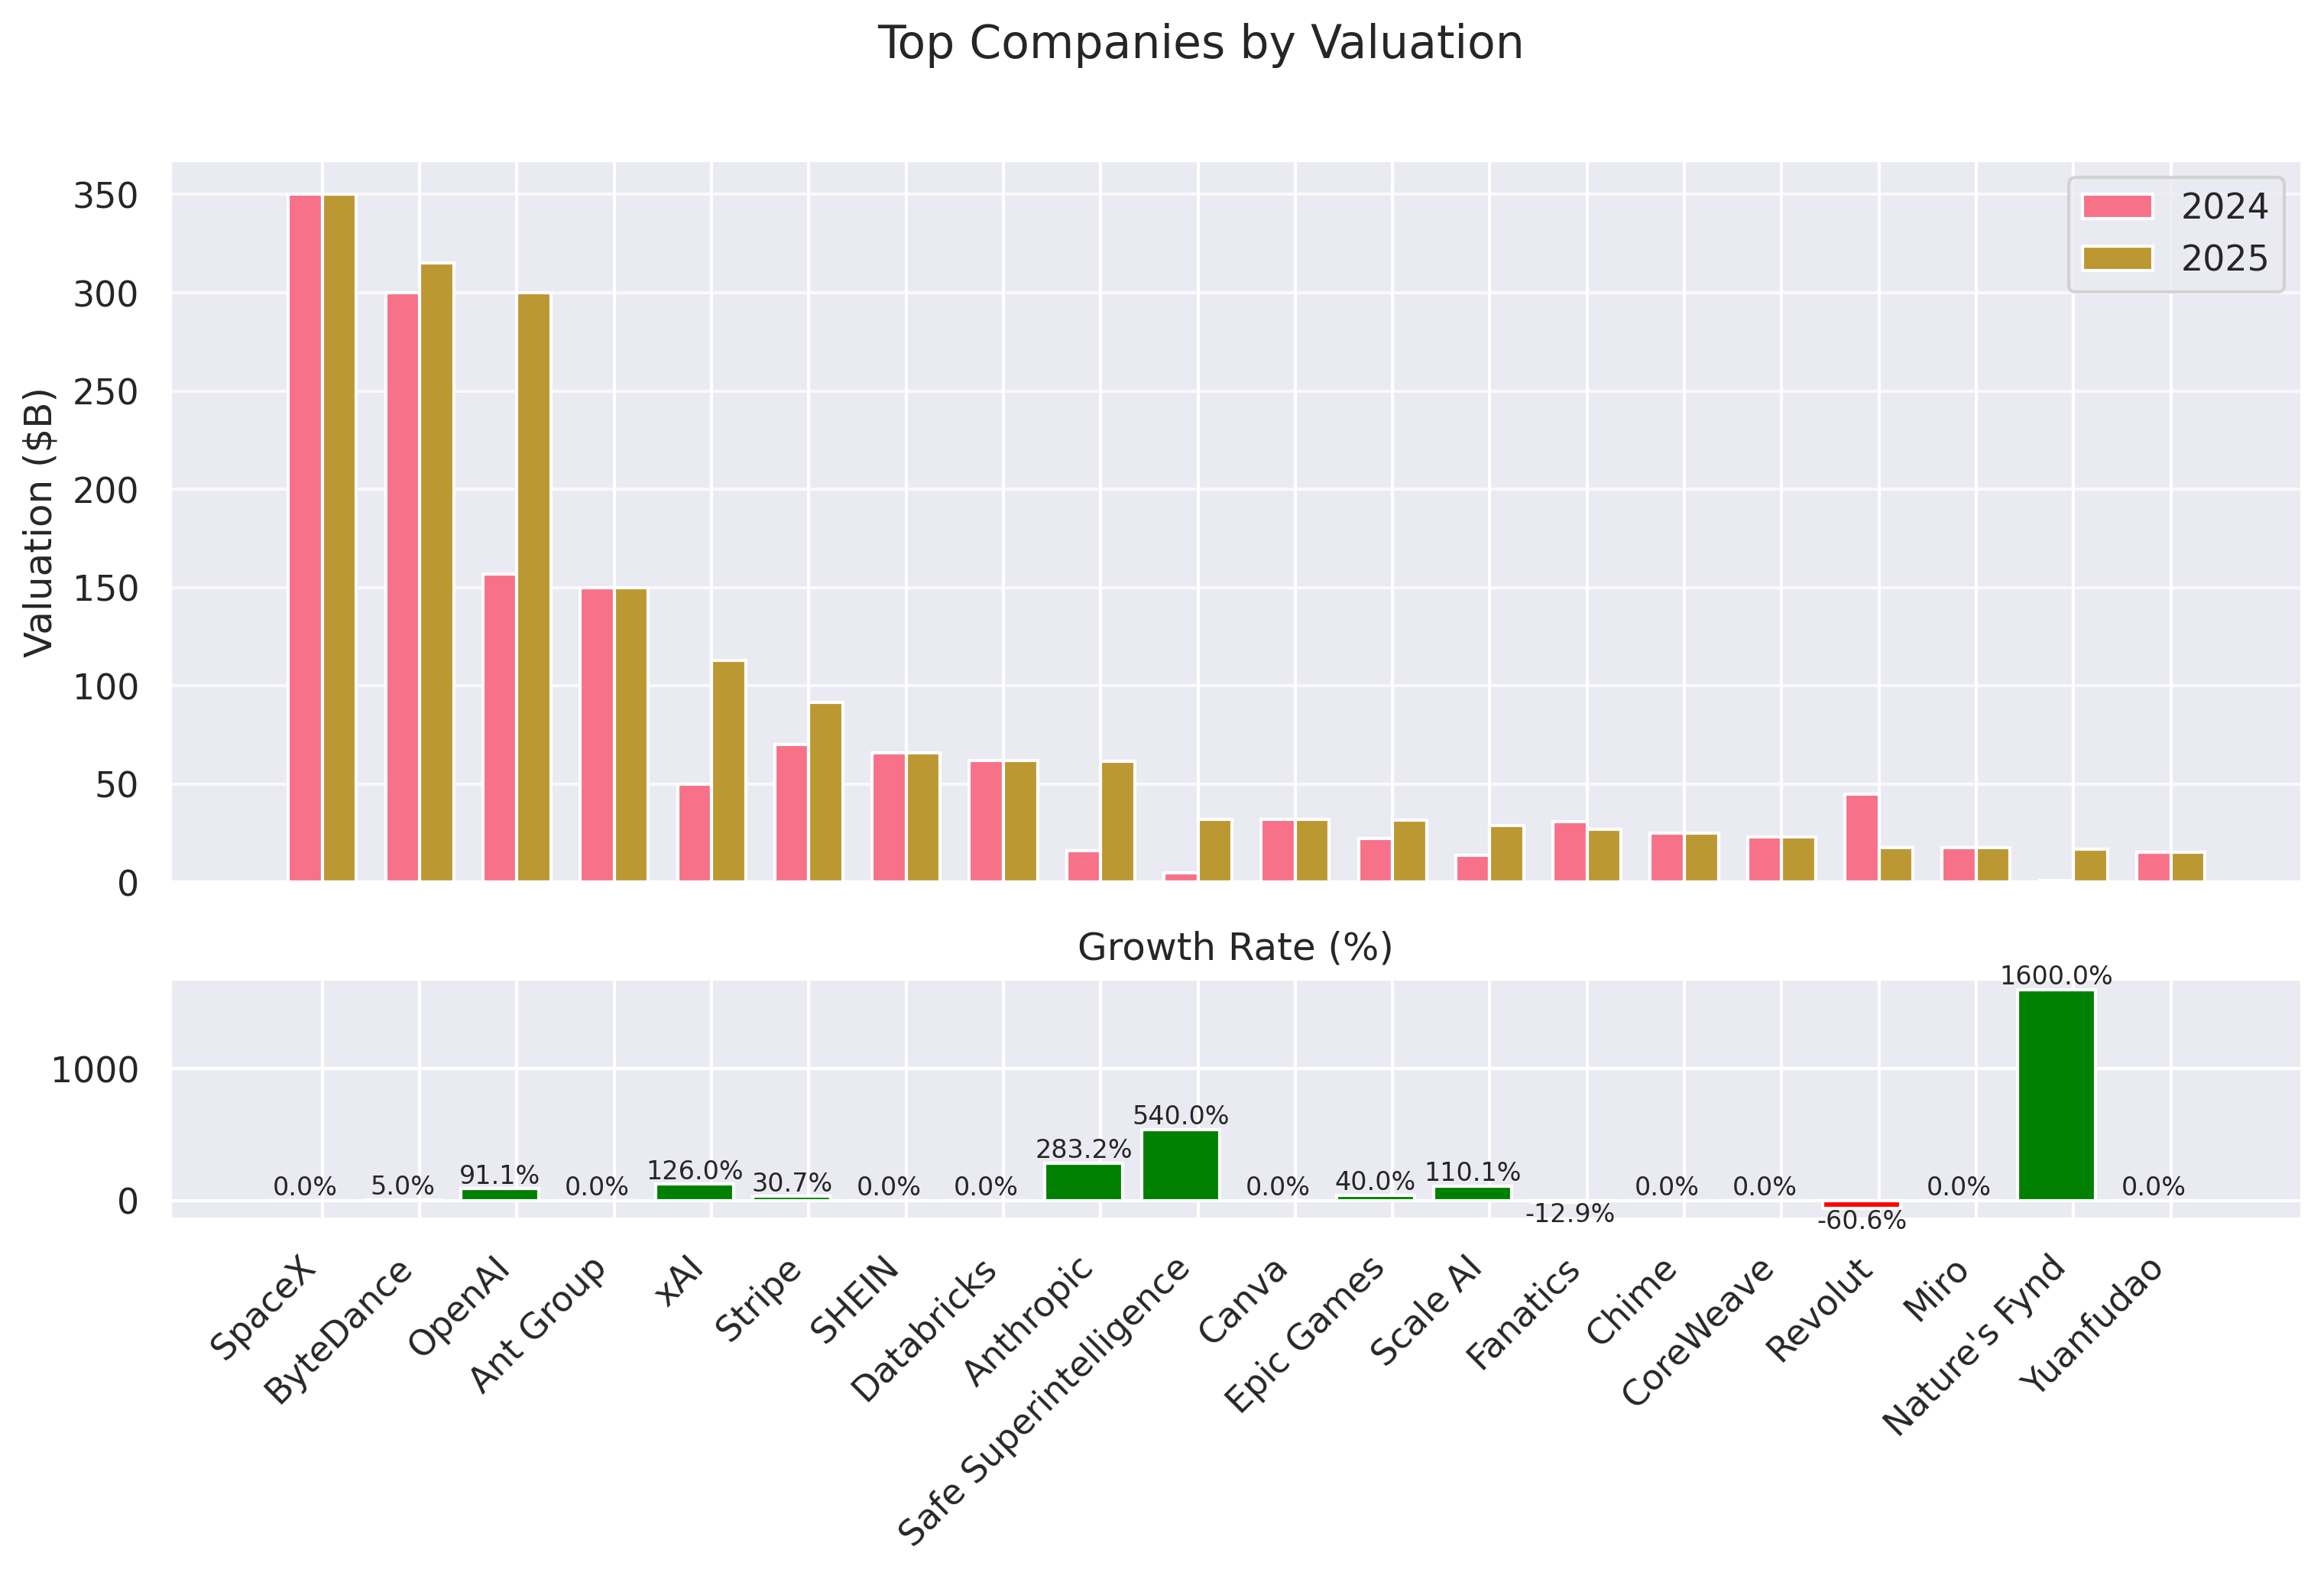 Top Companies by Valuation
Valuation ($B)
350
300
250
200
150
100
50
0
2024
2025
Growth Rate (%)
1000
0
0.0%
5.0%
91.1%
0.0%
126.0%
30.7%
0.0%
0.0%
283.2%
540.0%
0.0%
40.0%
110.1%
-12.9%
0.0%
0.0%
-60.6%
0.0%
1600.0%
0.0%
SpaceX
ByteDance
OpenAI
Ant Group
xAI
Stripe
SHEIN
Databricks
Anthropic
Safe Superintelligence
Canva
Epic Games
Scale AI
Fanatics
Chime
CoreWeave
Revolut
Miro
Nature's Fynd
Yuanfudao